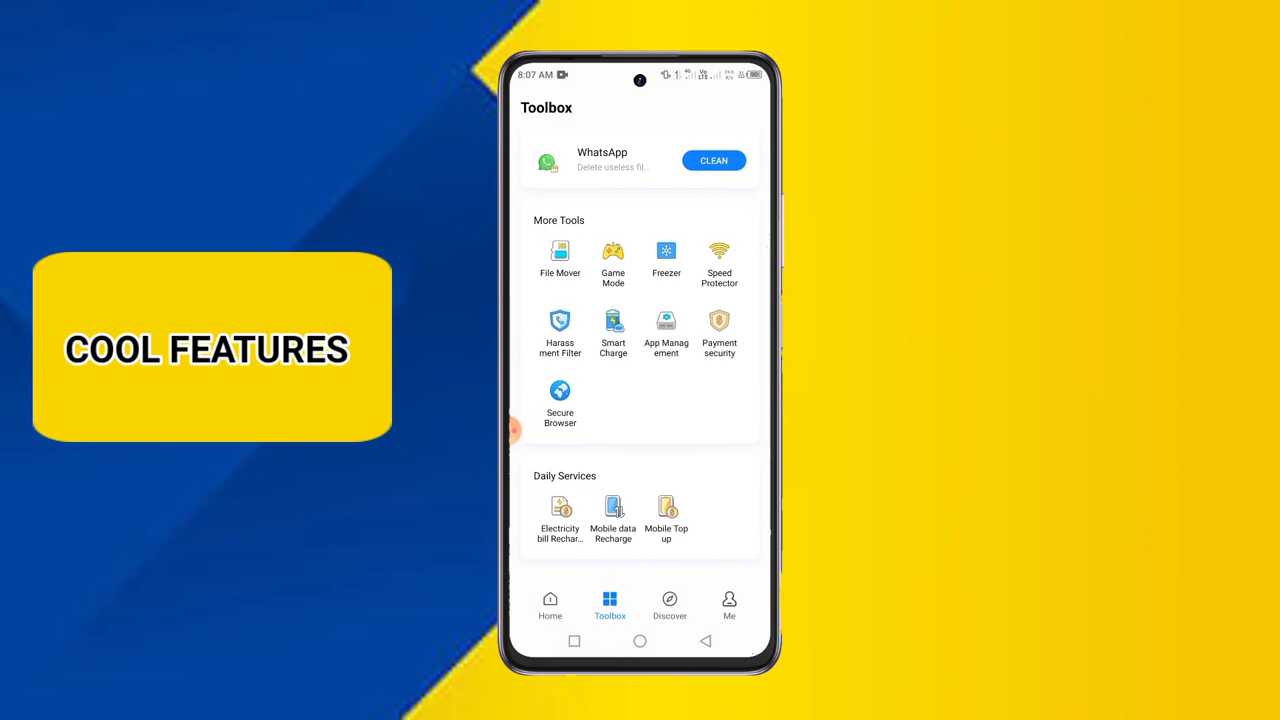 8:07 AM
Toolbox
WhatsApp
Delete useless fil...
CLEAN
More Tools
File Mover
Game
Mode
Freezer
Speed
Protector
Harass
ment Filter
Smart
Charge
App Manag
ement
Payment
security
Secure
Browser
COOL FEATURES
Daily Services
Electricity
bill Rechar...
Mobile data
Recharge
Mobile Top
up
Home
Toolbox
Discover
Me